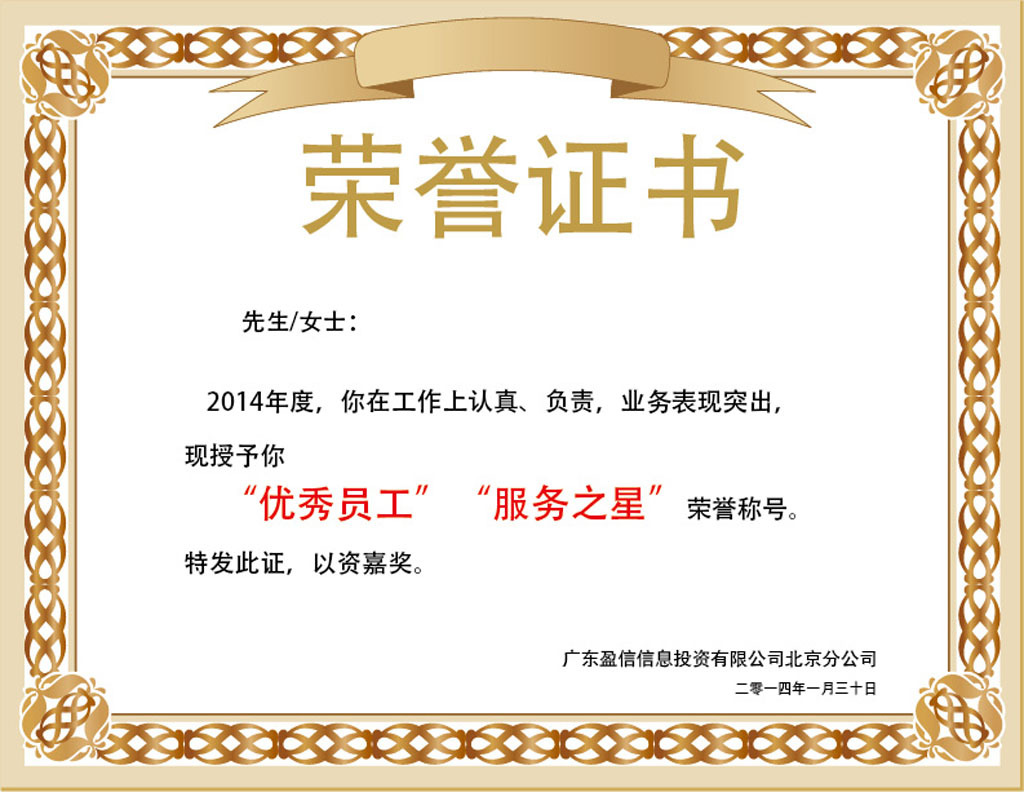 荣誉证书
先生/女士：
2014年度，你在工作上认真、负责，业务表现突出，
现授予你
“优秀员工” “服务之星” 荣誉称号。
特发此证，以资嘉奖。
广东盈信信息投资有限公司北京分公司
二零一四年一月三十日